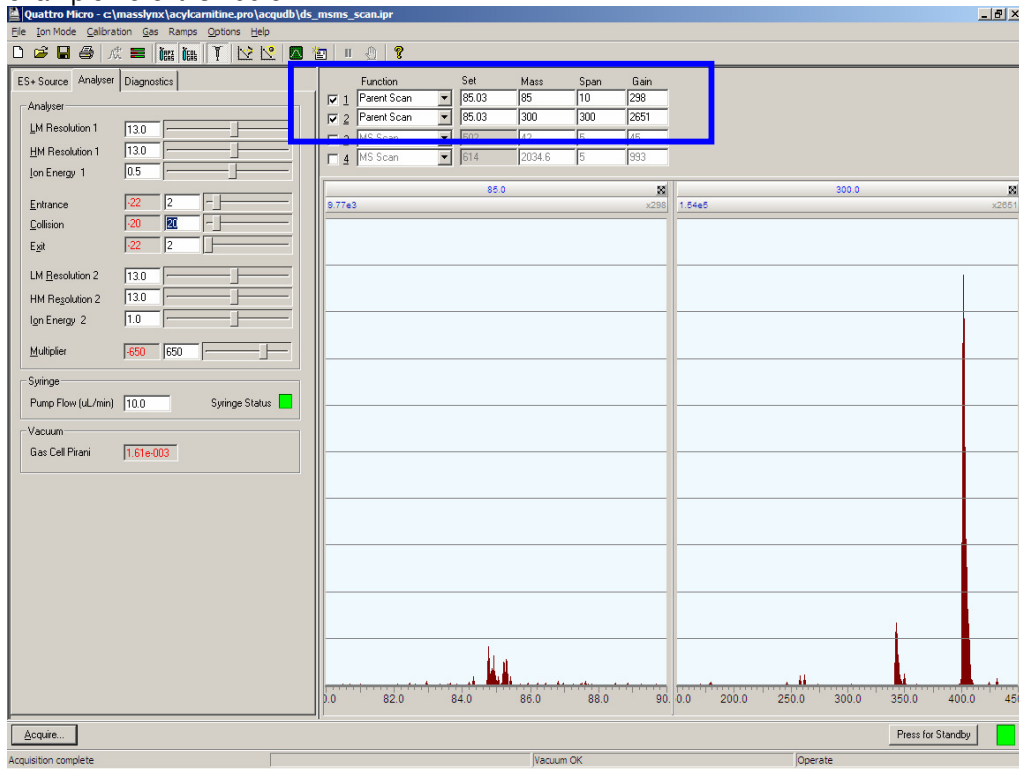 Quattro Micro - c:\masslynx\acylcarnitine.pro\acqudb\ds_msms_scan.ipr
File Ion Mode Calibration Gas Ramps Options Help
ES+ Source Analyser Diagnostics
Analyser
LM Resolution 1 13.0
HM Resolution 1 13.0
Ion Energy 1 0.5
Entrance -22 2
Collision -20 20
Exit -22 2
LM Resolution 2 13.0
HM Resolution 2 13.0
Ion Energy 2 1.0
Multiplier -650 650
Syringe
Pump Flow (uL/min) 10.0 Syringe Status
Vacuum
Gas Cell Pirani 1.61e-003
Function Set Mass Span Gain
1 Parent Scan 85.03 85 10 298
2 Parent Scan 85.03 300 300 2651
3 MS Scan 502 42 5 45
4 MS Scan 614 2034.6 5 993
85.0
9.77e3 x298
0.0 82.0 84.0 86.0 88.0 90.
300.0
1.54e5 x2651
0.0 200.0 250.0 300.0 350.0 400.0 450
Acquire... Press for Standby
Acquisition complete Vacuum OK Operate